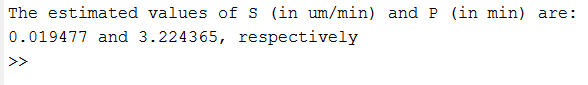 The estimated values of S (in um/min) and P (in min) are:
0.019477 and 3.224365, respectively
>>